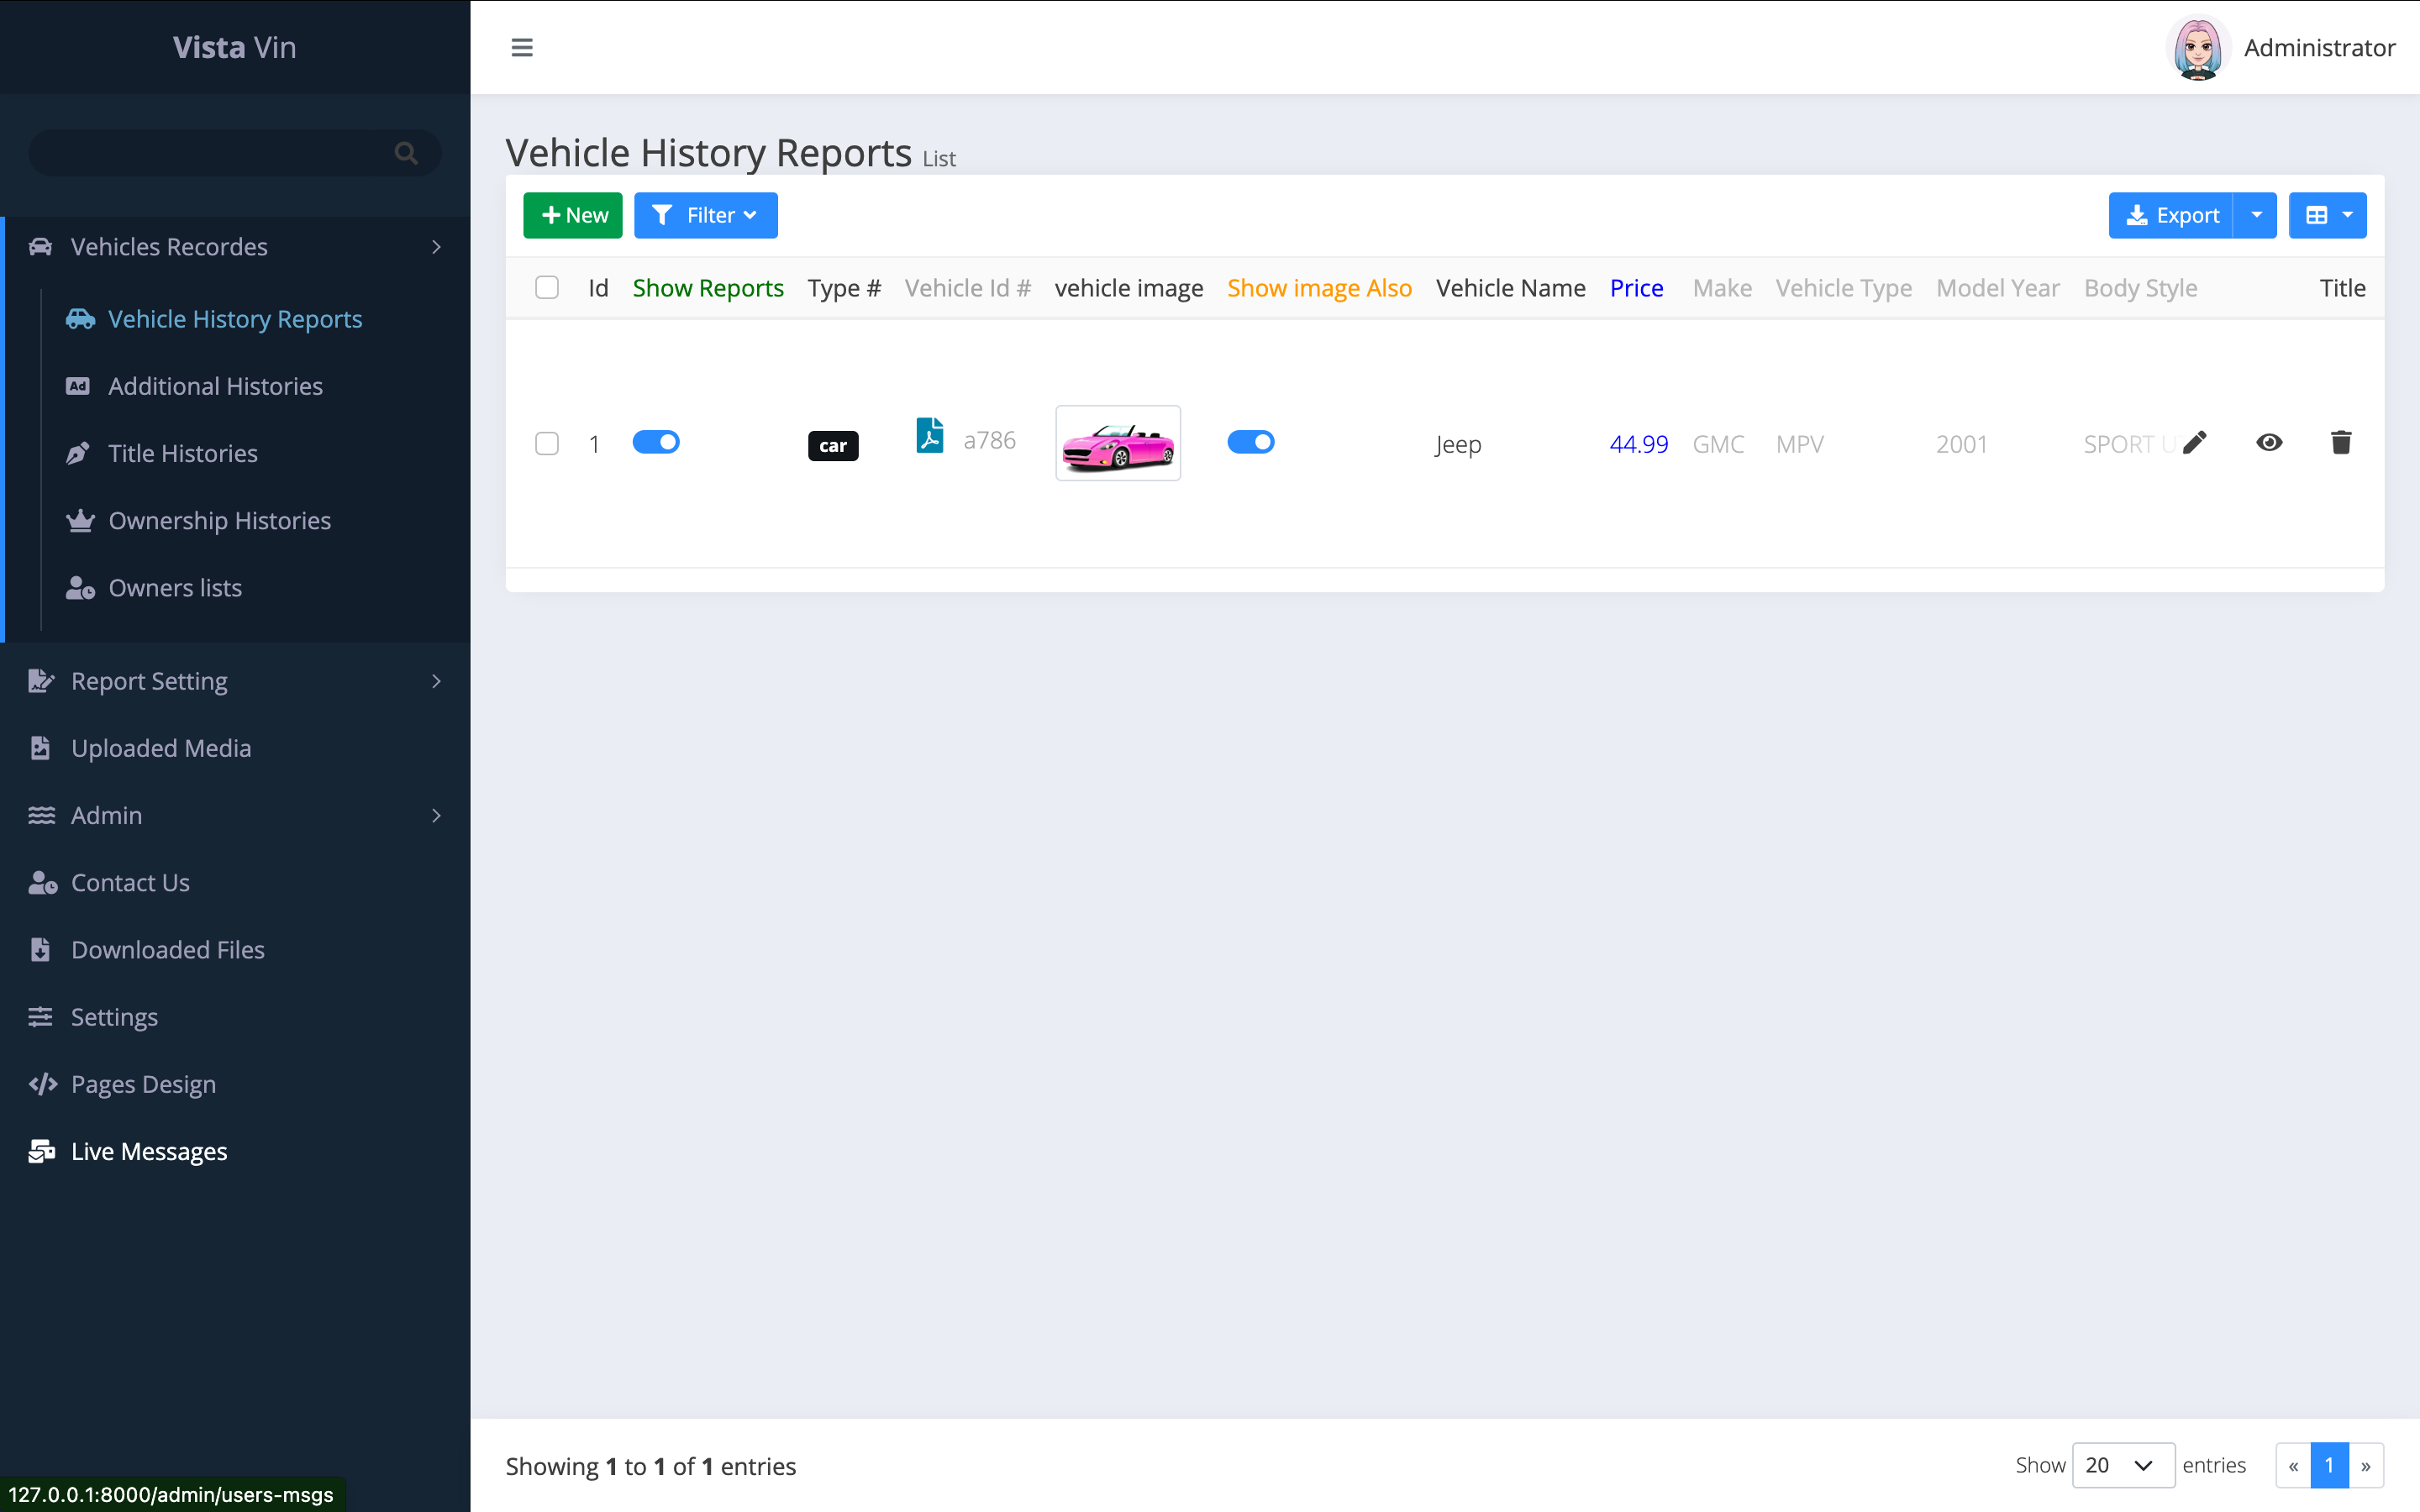 Vista Vin
Administrator
Vehicles Recordes
Vehicle History Reports
Additional Histories
Title Histories
Ownership Histories
Owners lists
Report Setting
Uploaded Media
Admin
Contact Us
Downloaded Files
Settings
Pages Design
Live Messages
127.0.0.1:8000/admin/users-msgs
Vehicle History Reports List
New Filter Export
Id Show Reports Type # Vehicle Id # vehicle image Show image Also Vehicle Name Price Make Vehicle Type Model Year Body Style Title
1 car a786 Jeep 44.99 GMC MPV 2001 SPORT U
Showing 1 to 1 of 1 entries
Show 20 entries « 1 »